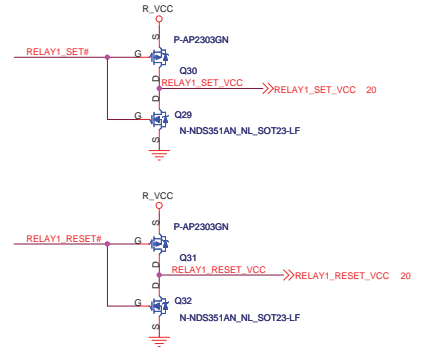 R_VCC
S
P-AP2303GN
RELAY1_SET#
G
Q30
D
RELAY1_SET_VCC
RELAY1_SET_VCC 20
D
Q29
G
N-NDS351AN_NL_SOT23-LF
S
R_VCC
S
P-AP2303GN
RELAY1_RESET#
G
Q31
D
RELAY1_RESET_VCC
RELAY1_RESET_VCC 20
D
Q32
G
N-NDS351AN_NL_SOT23-LF
S